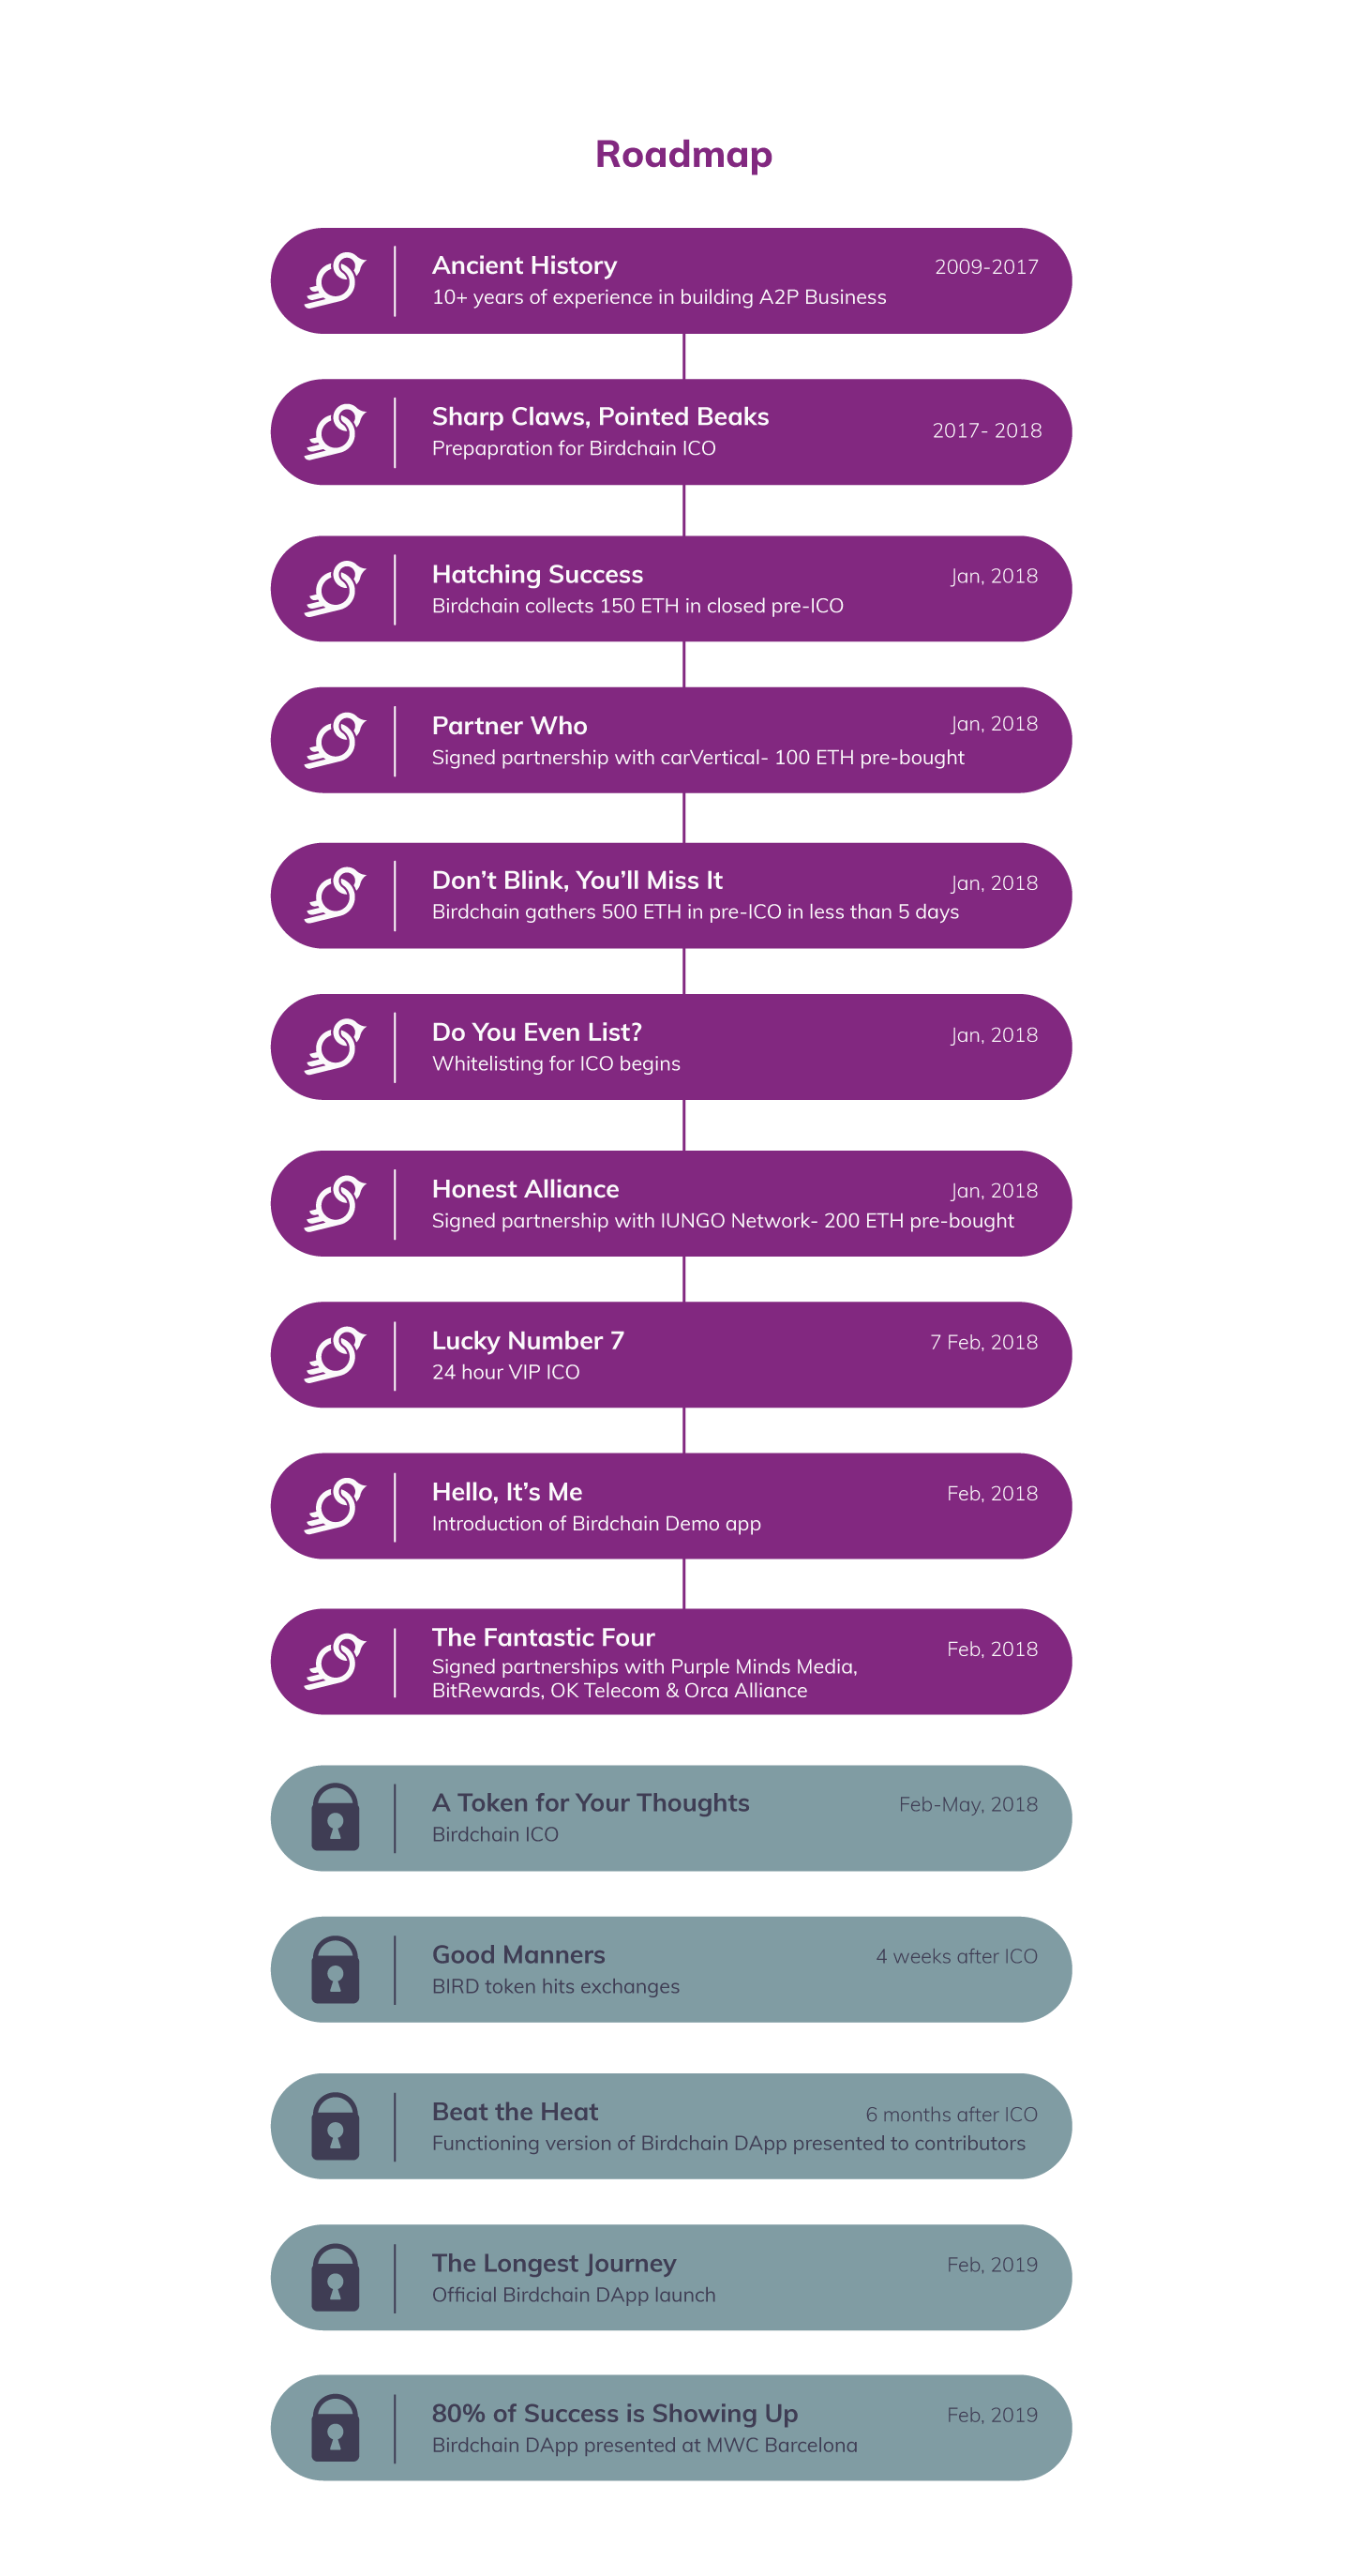 Roadmap
Ancient History
2009-2017
10+ years of experience in building A2P Business
Sharp Claws, Pointed Beaks
2017- 2018
Prepapration for Birdchain ICO
Hatching Success
Jan, 2018
Birdchain collects 150 ETH in closed pre-ICO
Partner Who
Jan, 2018
Signed partnership with carVertical- 100 ETH pre-bought
Don’t Blink, You’ll Miss It
Jan, 2018
Birdchain gathers 500 ETH in pre-ICO in less than 5 days
Do You Even List?
Jan, 2018
Whitelisting for ICO begins
Honest Alliance
Jan, 2018
Signed partnership with IUNGO Network- 200 ETH pre-bought
Lucky Number 7
7 Feb, 2018
24 hour VIP ICO
Hello, It’s Me
Feb, 2018
Introduction of Birdchain Demo app
The Fantastic Four
Feb, 2018
Signed partnerships with Purple Minds Media,
BitRewards, OK Telecom & Orca Alliance
A Token for Your Thoughts
Feb-May, 2018
Birdchain ICO
Good Manners
4 weeks after ICO
BIRD token hits exchanges
Beat the Heat
6 months after ICO
Functioning version of Birdchain DApp presented to contributors
The Longest Journey
Feb, 2019
Official Birdchain DApp launch
80% of Success is Showing Up
Feb, 2019
Birdchain DApp presented at MWC Barcelona